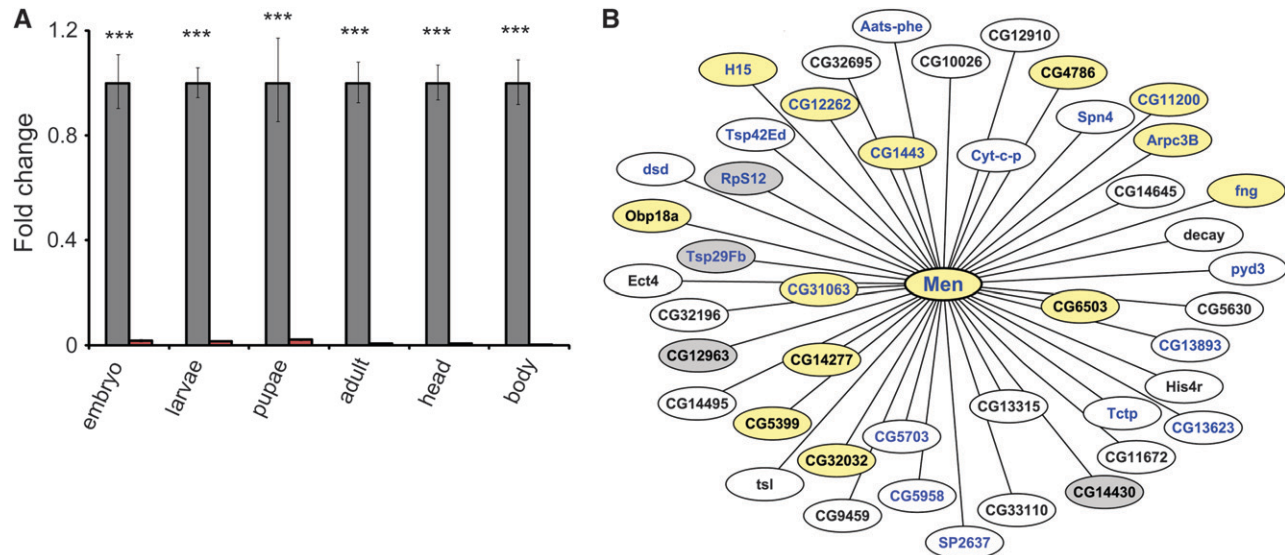 A
Fold change
1.2
0.8
0.4
0
***
***
***
***
***
***
embryo
larvae
pupae
adult
head
body
B
Aats-phe
CG12910
H15
CG32695
CG10026
CG4786
CG12262
CG11200
Spn4
Tsp42Ed
CG1443
Cyt-c-p
Arpc3B
dsd
RpS12
CG14645
fng
Obp18a
decay
Tsp29Fb
pyd3
Ect4
CG31063
Men
CG6503
CG5630
CG32196
CG13893
CG12963
CG14277
His4r
CG14495
CG13315
Tctp
CG5399
CG5703
CG13623
CG32032
CG11672
tsl
CG5958
CG14430
CG9459
CG33110
SP2637